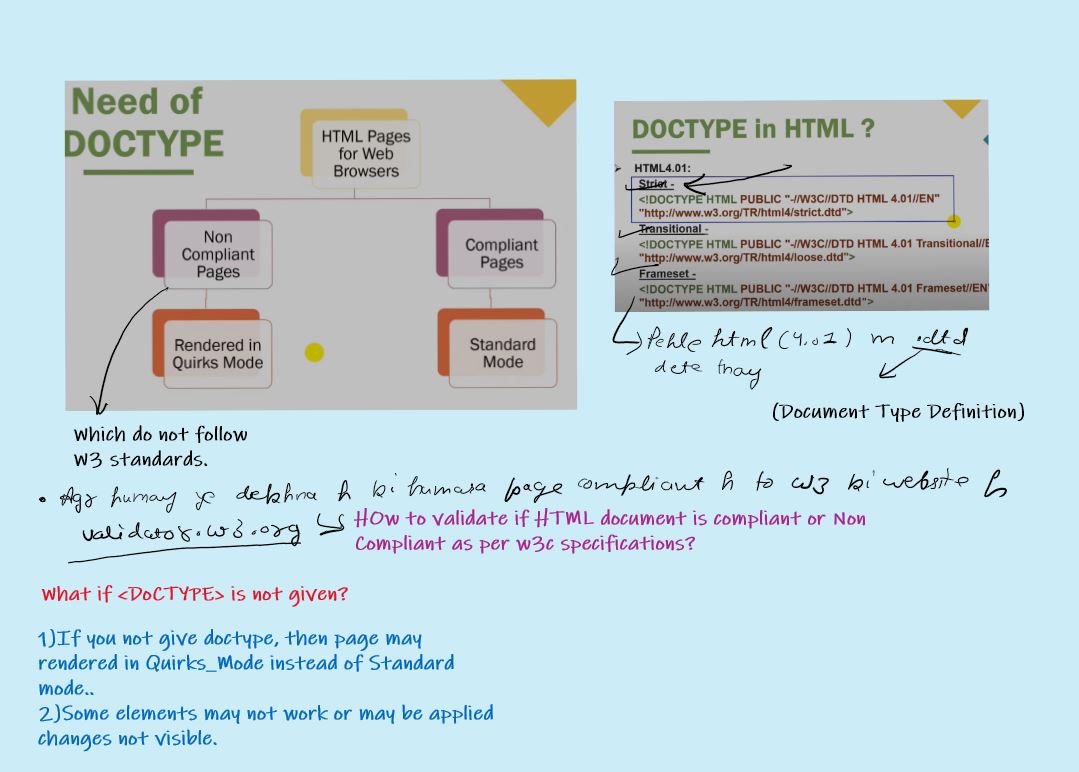 Need of
DOCTYPE
HTML Pages
for Web
Browsers
Non
Compliant
Pages
Compliant
Pages
Rendered in
Quirks Mode
Standard
Mode
DOCTYPE in HTML ?
HTML4.01:
Strict -
<!DOCTYPE HTML PUBLIC "-//W3C//DTD HTML 4.01//EN"
"http://www.w3.org/TR/html4/strict.dtd">
Transitional -
<!DOCTYPE HTML PUBLIC "-//W3C//DTD HTML 4.01 Transitional//E
"http://www.w3.org/TR/html4/loose.dtd">
Frameset -
<!DOCTYPE HTML PUBLIC "-//W3C//DTD HTML 4.01 Frameset//EN"
"http://www.w3.org/TR/html4/frameset.dtd">
Pehle html (4.01) m .dtd
dete thay
(Document Type Definition)
Which do not follow
W3 standards.
• Agr humay ye dekhna h ki humara page compliant h to w3 ki website h
validator.w3.org
HOw to validate if HTML document is compliant or Non
Compliant as per w3c specifications?
What if <DoCTYPE> is not given?
1)If you not give doctype, then page may
rendered in Quirks_Mode instead of Standard
mode..
2)Some elements may not work or may be applied
changes not visible.